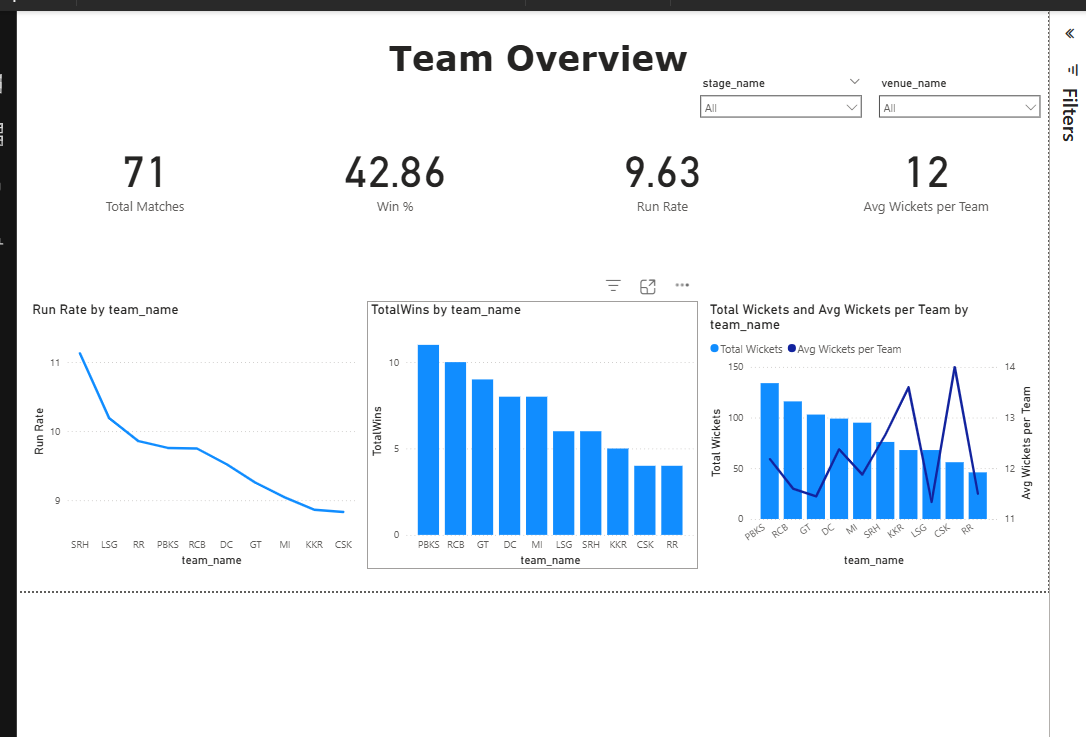 Team Overview
stage_name
venue_name
All
All
Filters
71
42.86
9.63
12
Total Matches
Win %
Run Rate
Avg Wickets per Team
Run Rate by team_name
11
10
9
Run Rate
SRH LSG RR PBKS RCB DC GT MI KKR CSK
team_name
TotalWins by team_name
10
5
0
TotalWins
PBKS RCB GT DC MI LSG SRH KKR CSK RR
team_name
Total Wickets and Avg Wickets per Team by
team_name
Total Wickets Avg Wickets per Team
150
100
50
0
Total Wickets
14
13
12
11
Avg Wickets per Team
PBKS RCB GT DC MI SRH KKR LSG CSK RR
team_name